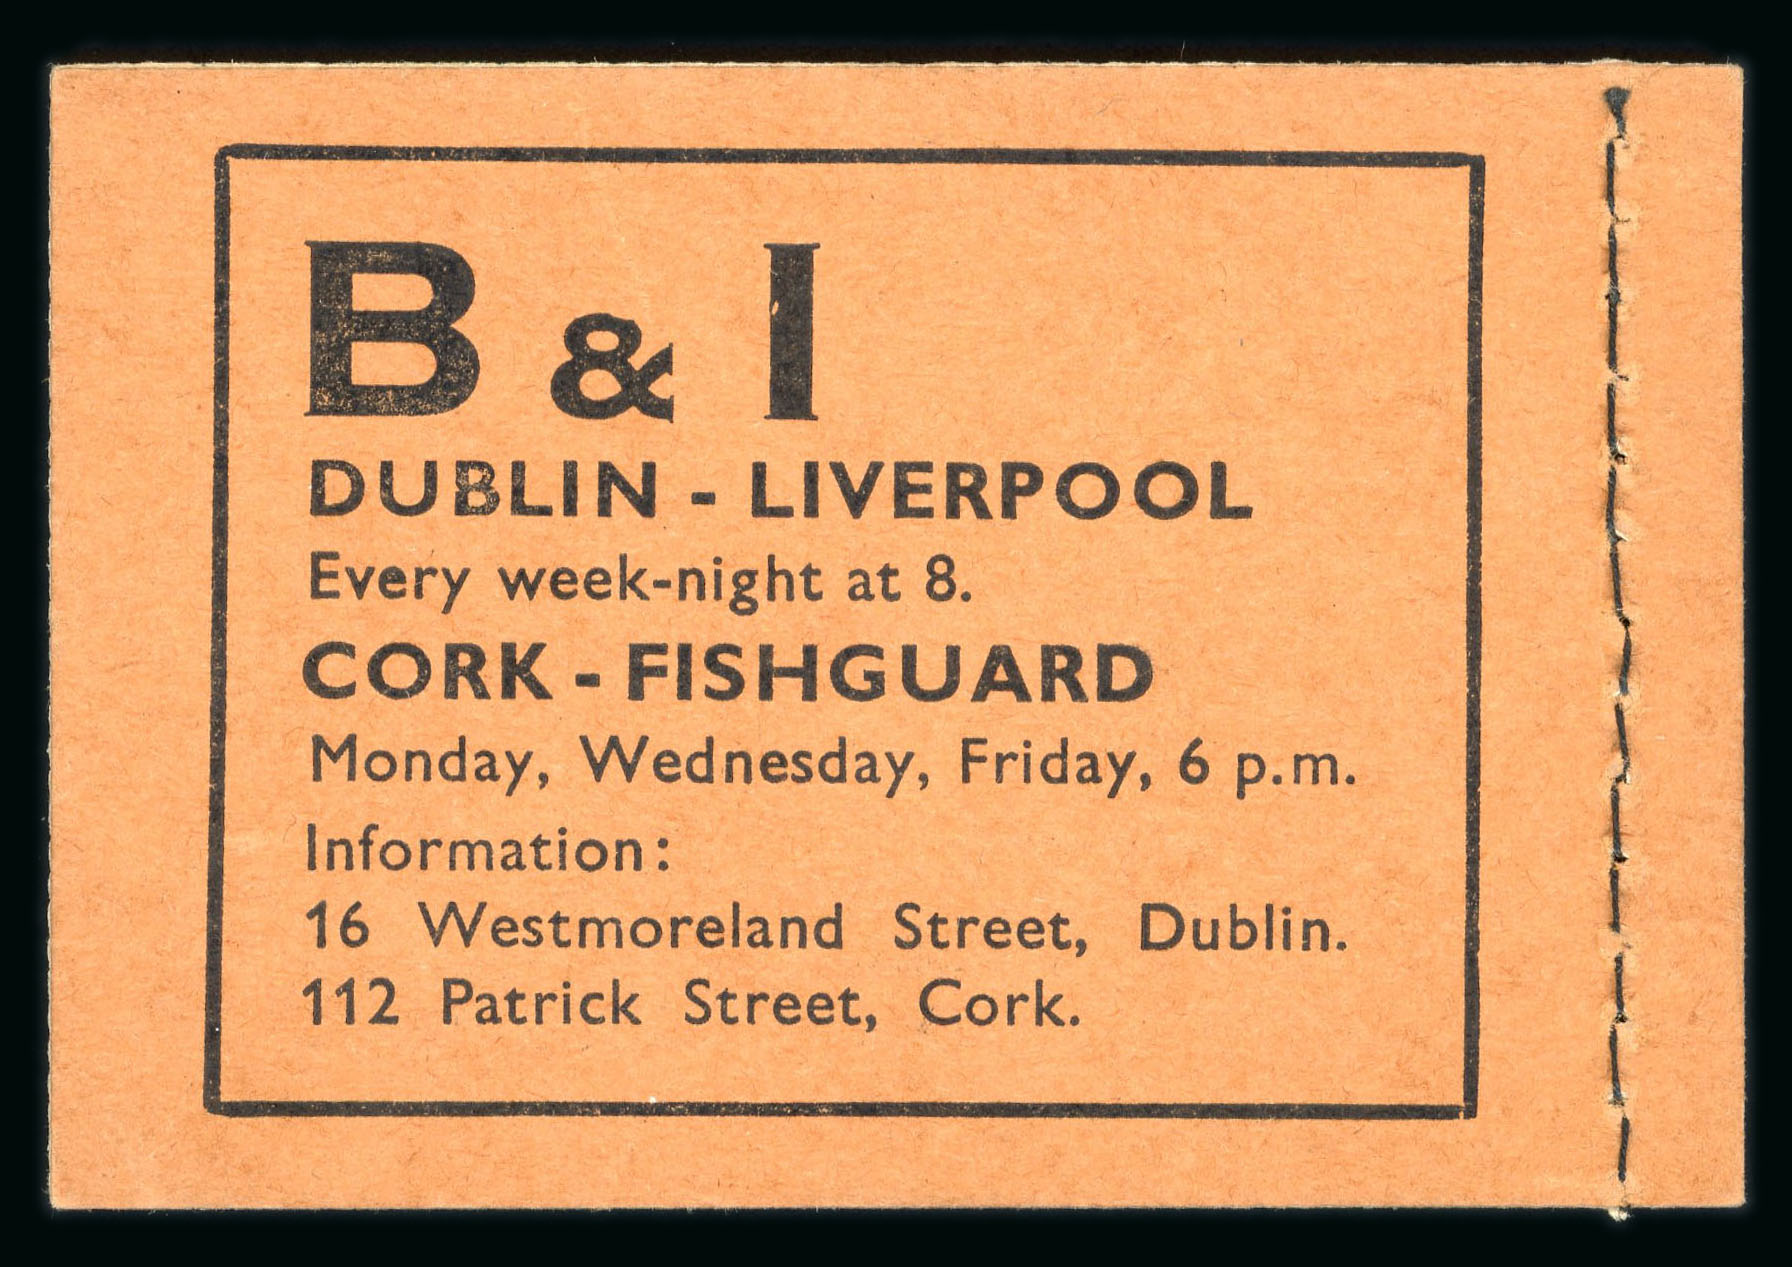 B & I
DUBLIN - LIVERPOOL
Every week-night at 8.
CORK - FISHGUARD
Monday, Wednesday, Friday, 6 p.m.
Information:
16 Westmoreland Street, Dublin.
112 Patrick Street, Cork.